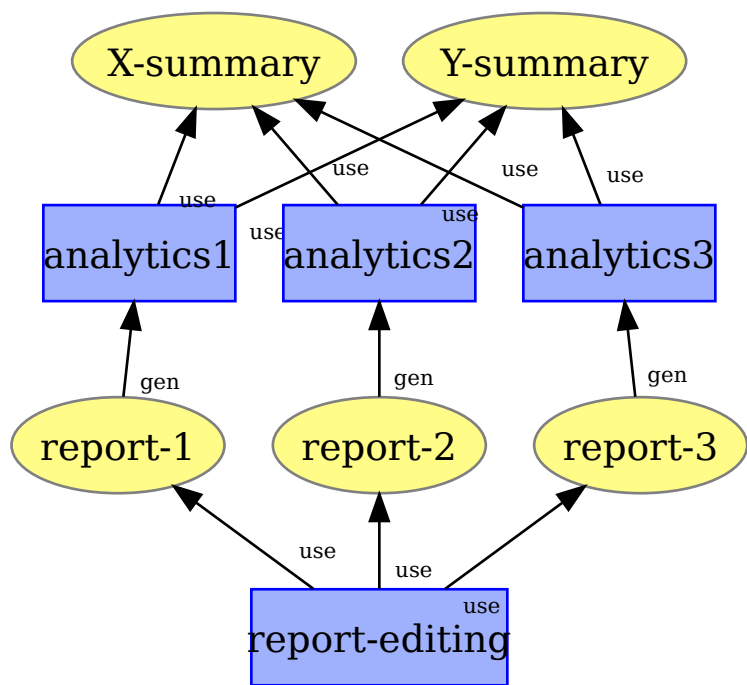 X-summary
Y-summary
use
use
use
use
use
use
analytics1
analytics2
analytics3
gen
gen
gen
report-1
report-2
report-3
use
use
use
report-editing